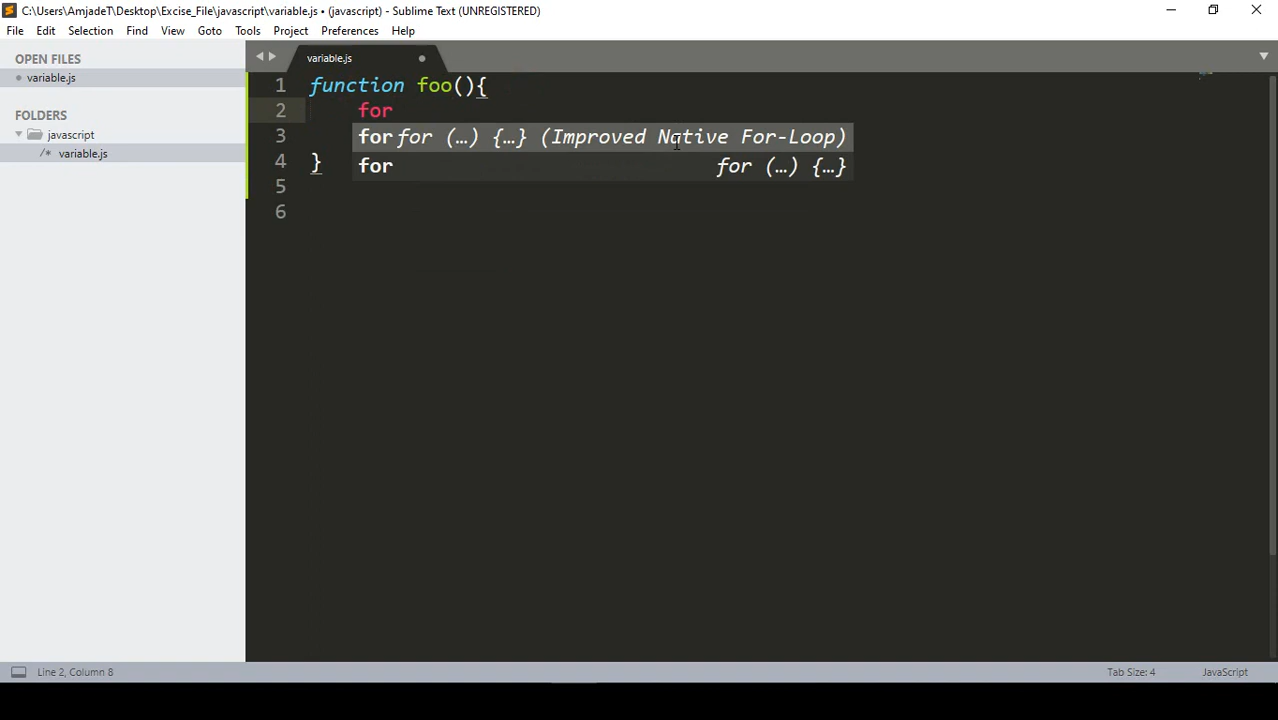 C:\Users\AmjadeT\Desktop\Excise_File\javascript\variable.js • (javascript) - Sublime Text (UNREGISTERED)
File Edit Selection Find View Goto Tools Project Preferences Help
OPEN FILES
variable.js
FOLDERS
javascript
/* variable.js
variable.js
1 function foo(){
2 for
3 for for (…) {…} (Improved Native For-Loop)
for for (…) {…}
4 }
5
6
Line 2, Column 8 Tab Size: 4 JavaScript